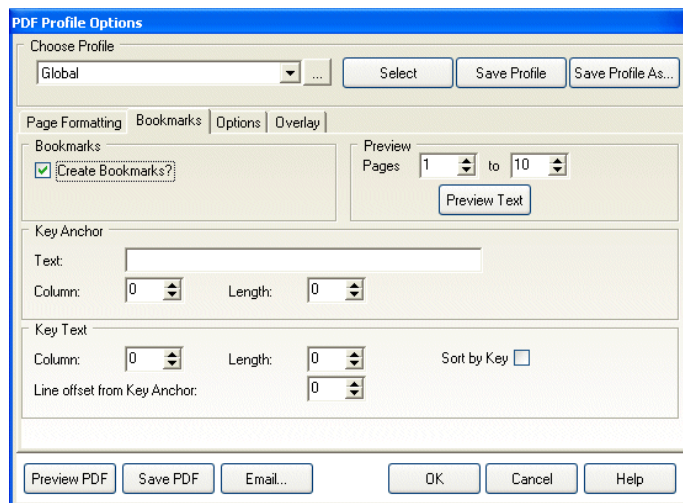 PDF Profile Options
Choose Profile
Global ... Select Save Profile Save Profile As...
Page Formatting Bookmarks Options Overlay
Bookmarks Preview
Create Bookmarks? Pages 1 to 10
Preview Text
Key Anchor
Text:
Column: 0 Length: 0
Key Text
Column: 0 Length: 0 Sort by Key
Line offset from Key Anchor: 0
Preview PDF Save PDF Email... OK Cancel Help